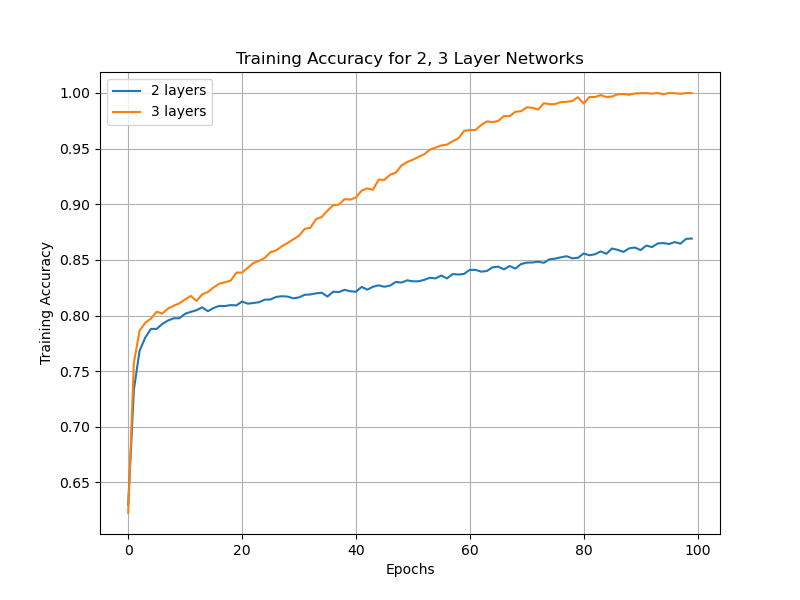 Training Accuracy for 2, 3 Layer Networks
2 layers
3 layers
Training Accuracy
1.00
0.95
0.90
0.85
0.80
0.75
0.70
0.65
0 20 40 60 80 100
Epochs